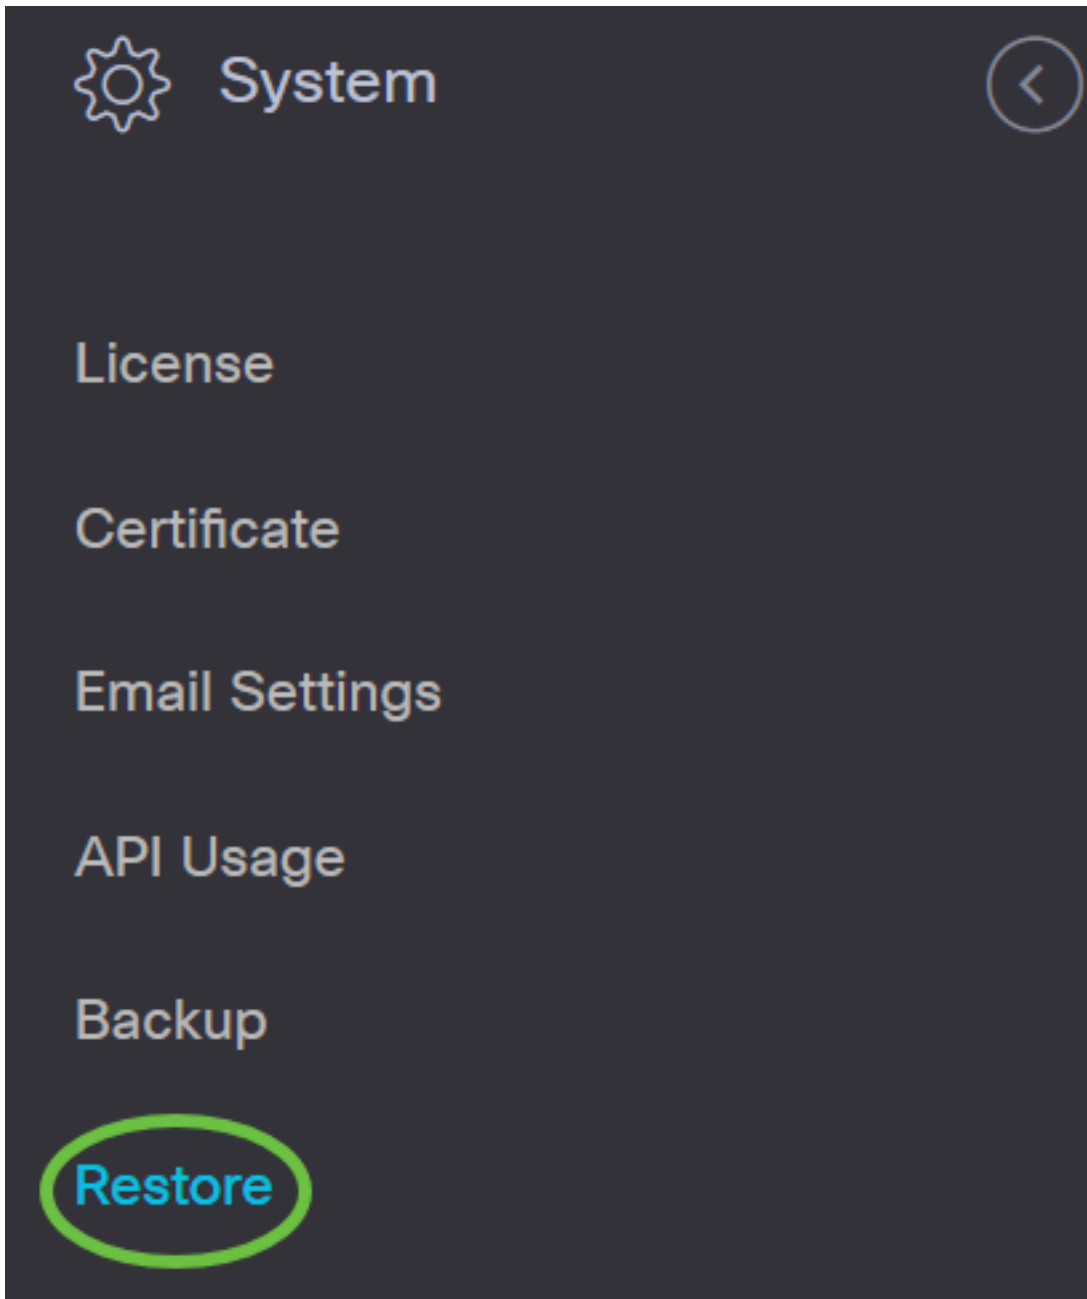 System
License
Certificate
Email Settings
API Usage
Backup
Restore